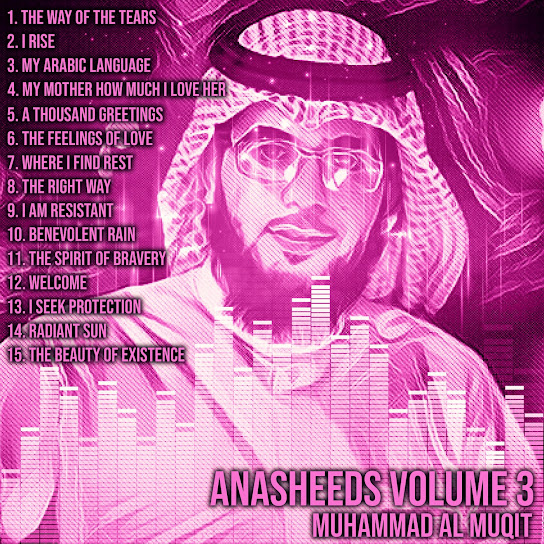 1. THE WAY OF THE TEARS
2. I RISE
3. MY ARABIC LANGUAGE
4. MY MOTHER HOW MUCH I LOVE HER
5. A THOUSAND GREETINGS
6. THE FEELINGS OF LOVE
7. WHERE I FIND REST
8. THE RIGHT WAY
9. I AM RESISTANT
10. BENEVOLENT RAIN
11. THE SPIRIT OF BRAVERY
12. WELCOME
13. I SEEK PROTECTION
14. RADIANT SUN
15. THE BEAUTY OF EXISTENCE
ANASHEEDS VOLUME 3
MUHAMMAD AL MUQIT